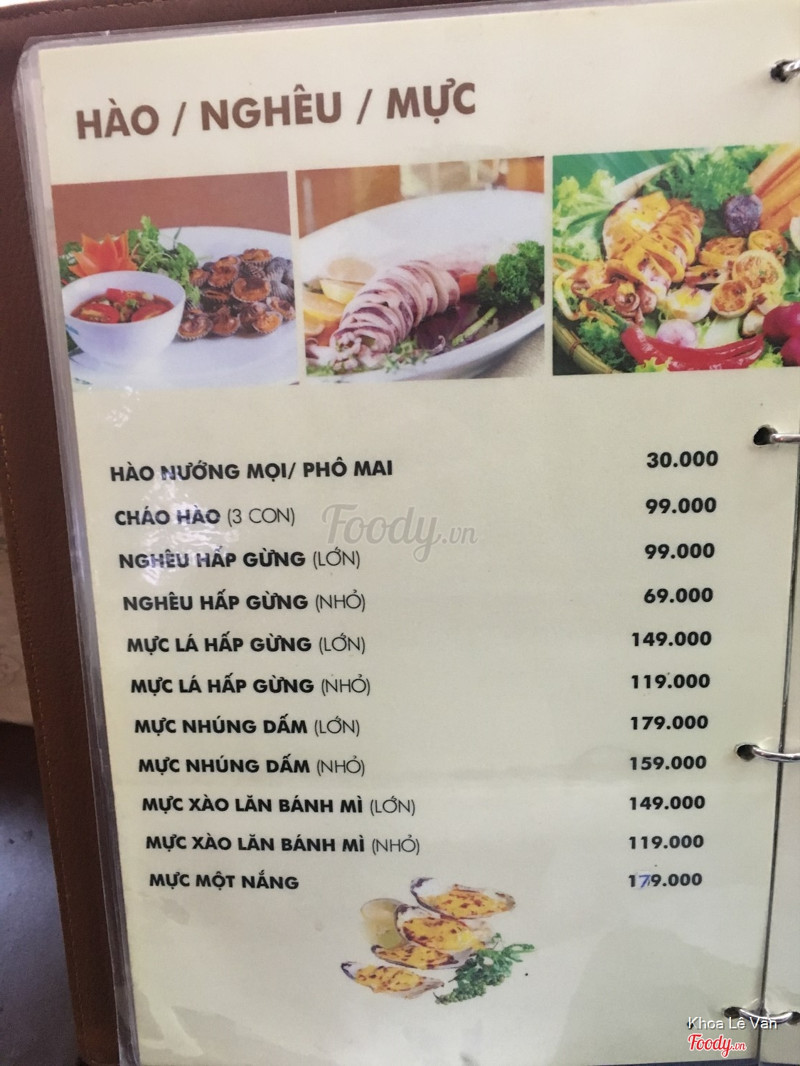 HÀO / NGHÊU / MỰC
HÀO NƯỚNG MỌI/ PHÔ MAI 30.000
CHÁO HÀO (3 CON) 99.000
Foody.vn
NGHÊU HẤP GỪNG (LỚN) 99.000
NGHÊU HẤP GỪNG (NHỎ) 69.000
MỰC LÁ HẤP GỪNG (LỚN) 149.000
MỰC LÁ HẤP GỪNG (NHỎ) 119.000
MỰC NHÚNG DẤM (LỚN) 179.000
MỰC NHÚNG DẤM (NHỎ) 159.000
MỰC XÀO LĂN BÁNH MÌ (LỚN) 149.000
MỰC XÀO LĂN BÁNH MÌ (NHỎ) 119.000
MỰC MỘT NẮNG 179.000
Khoa Lê Văn
Foody.vn